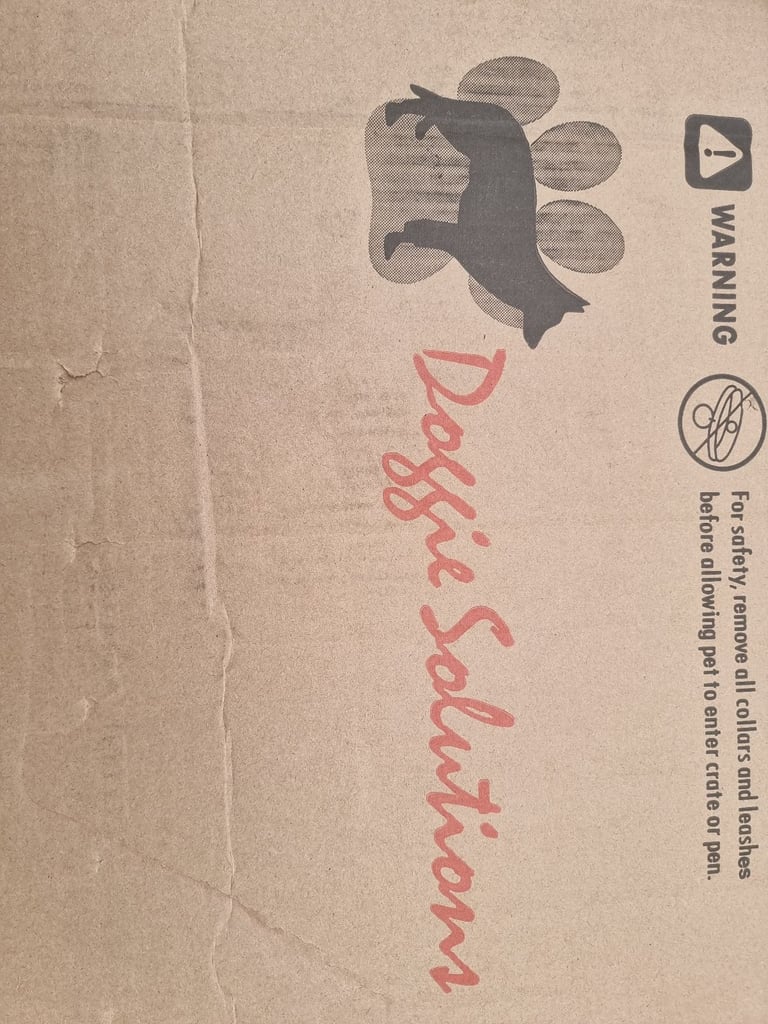 WARNING
For safety, remove all collars and leashes
before allowing pet to enter crate or pen.
Doggie Solutions